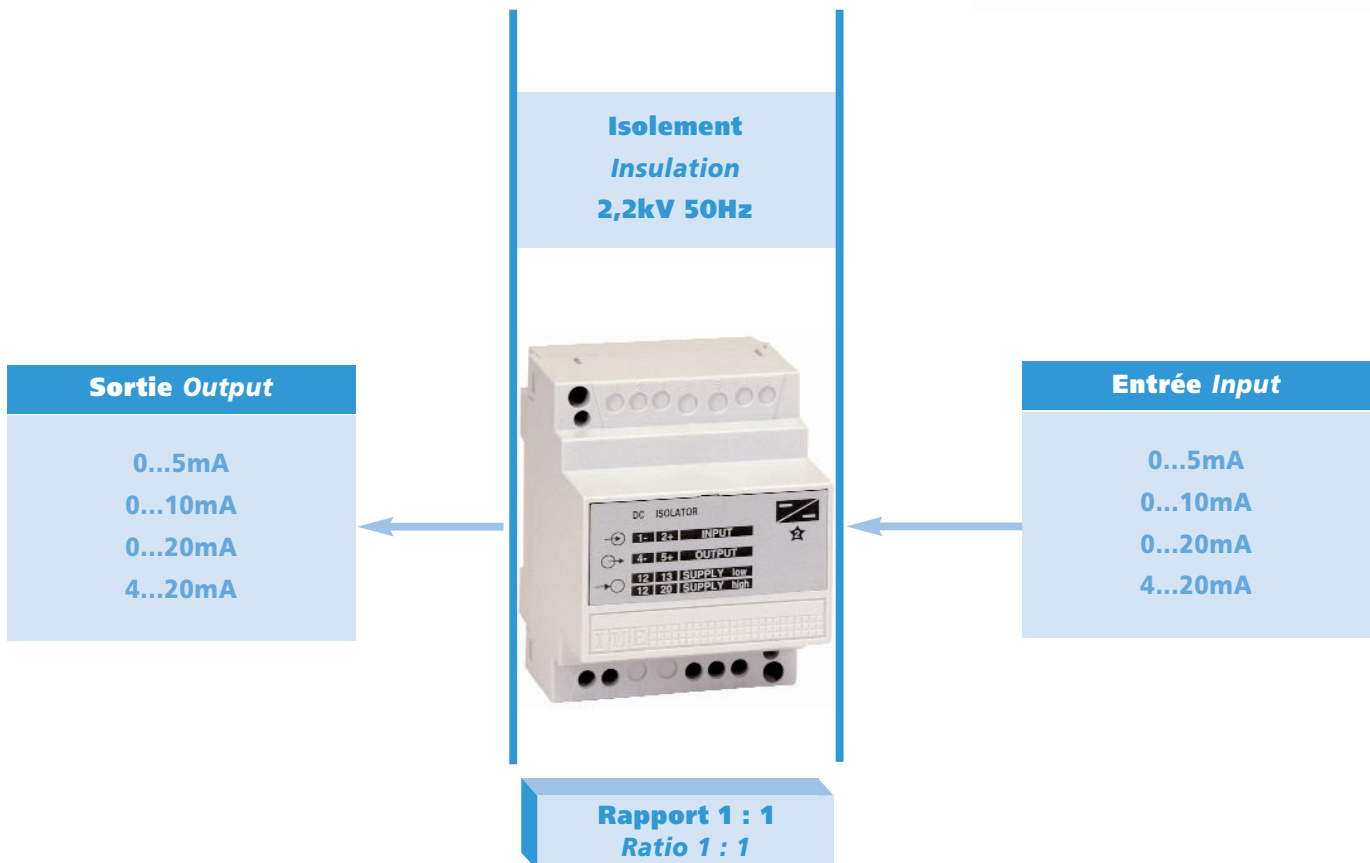 Isolement
Insulation
2,2kV 50Hz
Sortie Output
0...5mA
0...10mA
0...20mA
4...20mA
Entrée Input
0...5mA
0...10mA
0...20mA
4...20mA
DC ISOLATOR
1- 2+ INPUT
4- 5+ OUTPUT
12 13 SUPPLY low
12 20 SUPPLY high
2
IME
Rapport 1 : 1
Ratio 1 : 1